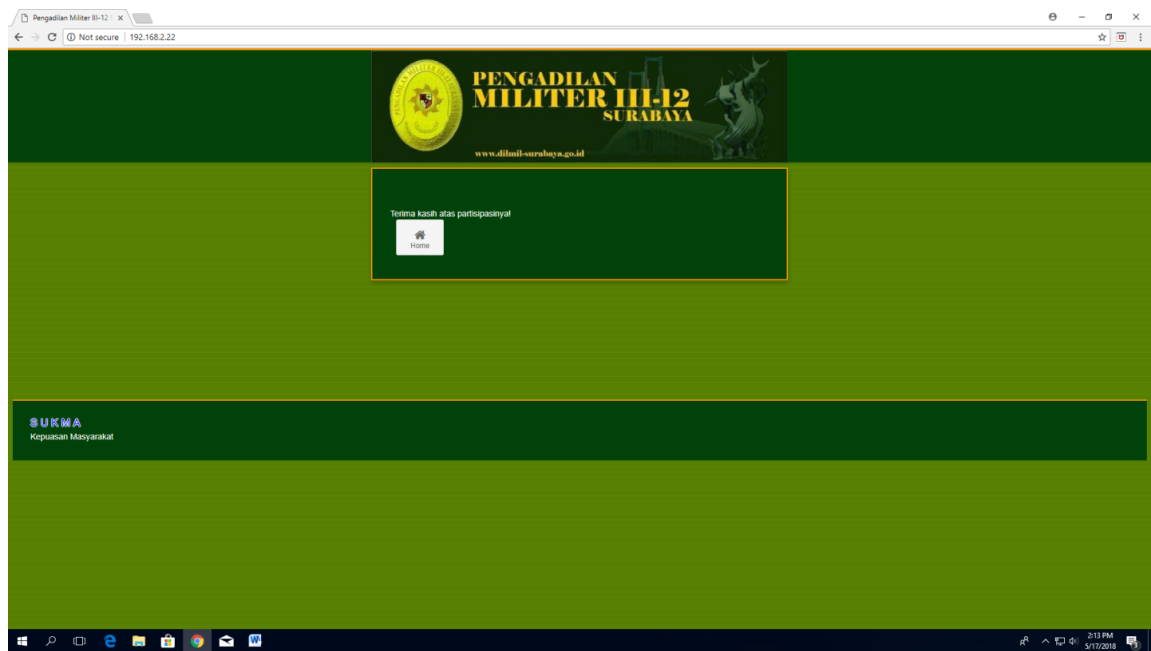 Pengadilan Militer III-12
Not secure
192.168.2.22
PENGADILAN
MILITER III-12
SURABAYA
www.dilmil-surabaya.go.id
Terima kasih atas partisipasinya!
Home
SUKMA
Kepuasan Masyarakat
2:13 PM
5/17/2018